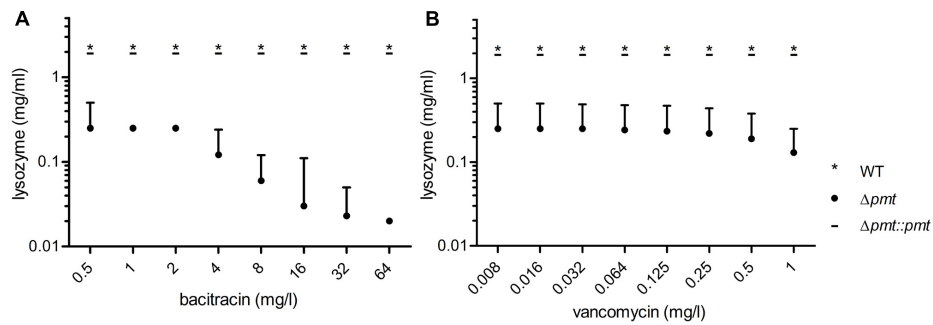 A
* * * * * * * *
lysozyme (mg/ml)
1
0.1
0.01
0.5 1 2 4 8 16 32 64
bacitracin (mg/l)
B
* * * * * * * *
lysozyme (mg/ml)
1
0.1
0.01
0.008 0.016 0.032 0.064 0.125 0.25 0.5 1
vancomycin (mg/l)
* WT
● Δpmt
– Δpmt::pmt